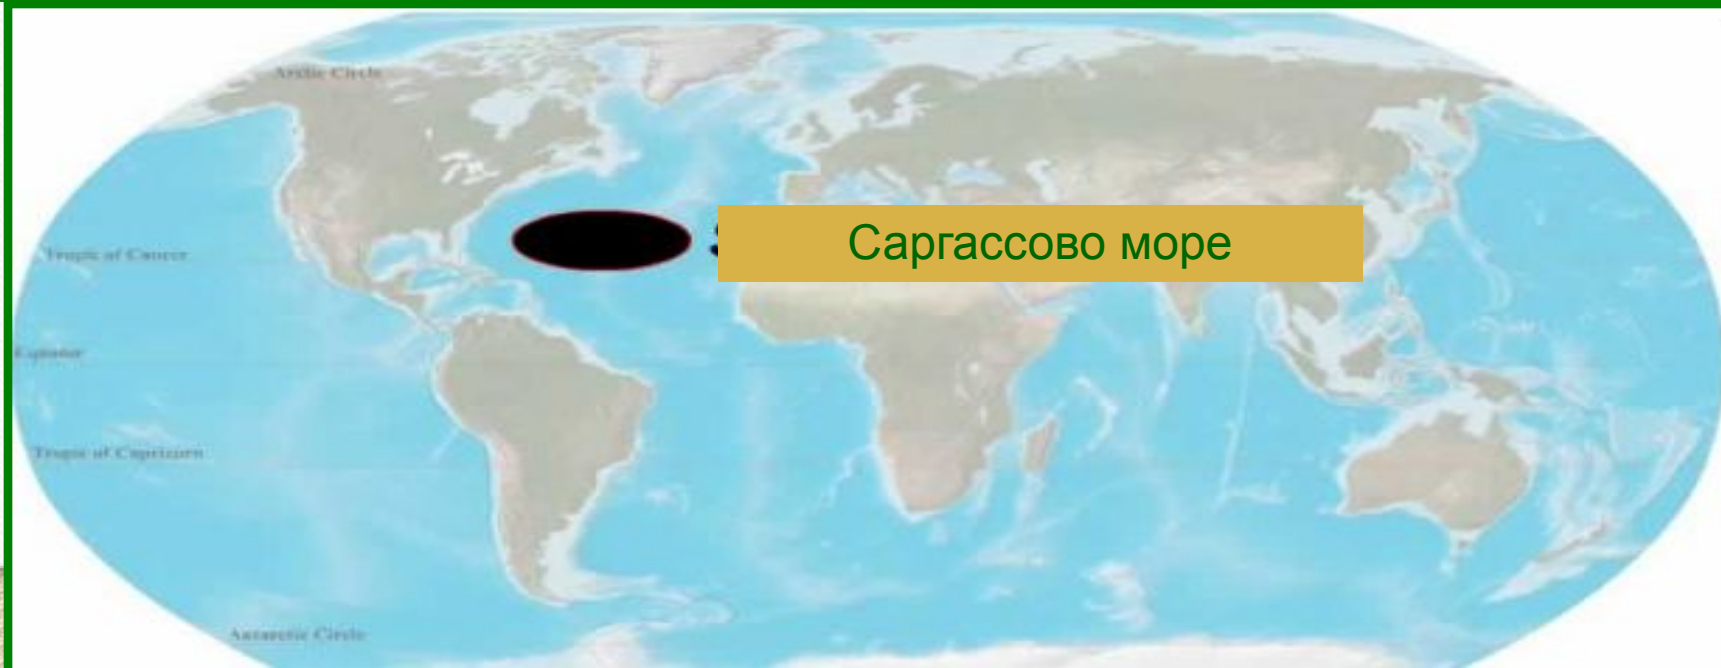 Arctic Circle
Саргассово море
Tropic of Cancer
Equator
Tropic of Capricorn
Antarctic Circle